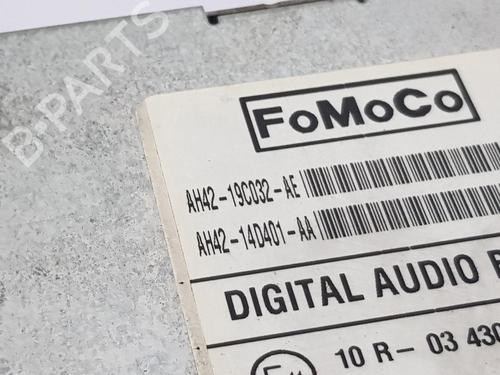 B-PARTS
FoMoCo
AH42-19C032-AE
AH42-14D401-AA
DIGITAL AUDIO
10 R- 03 430